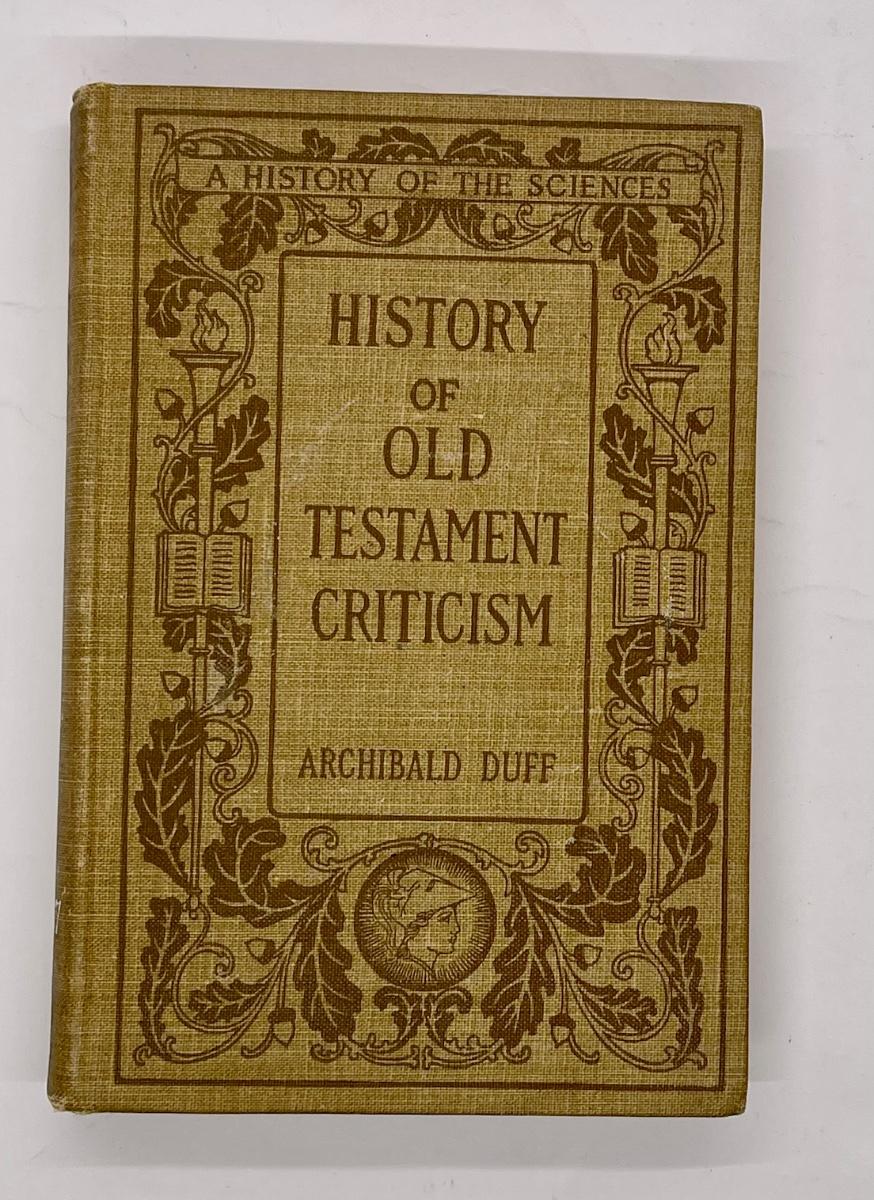 A HISTORY OF THE SCIENCES
HISTORY
OF
OLD
TESTAMENT
CRITICISM
ARCHIBALD DUFF